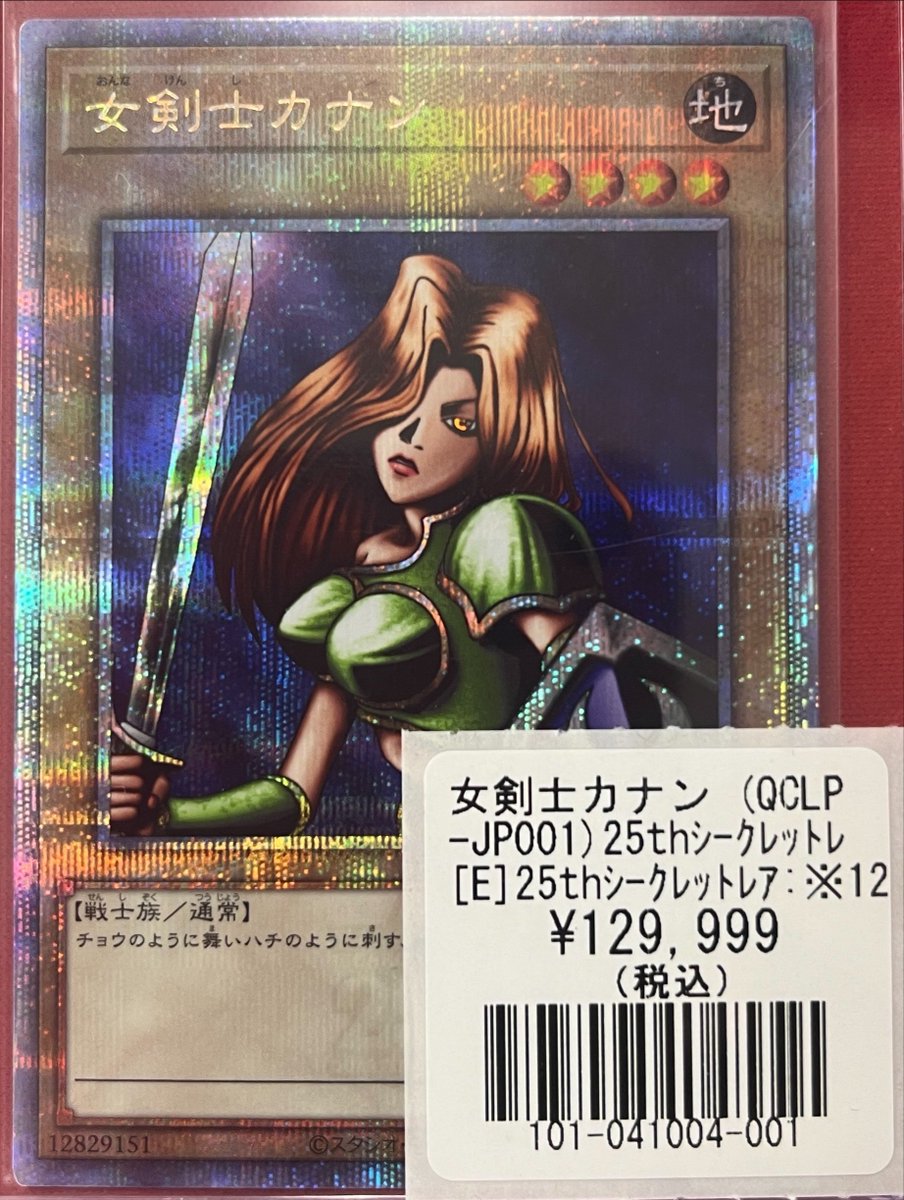 おんな けん し
女剣士カナン
ち
地
せん し ぞく つうじょう
【戦士族/通常】
ま さ
チョウのように舞いハチのように刺す
12829151
©スタジオ
女剣士カナン (QCLP
-JP001)25thシークレットレ
[E]25thシークレットレア:※12
¥129,999
(税込)
101-041004-001